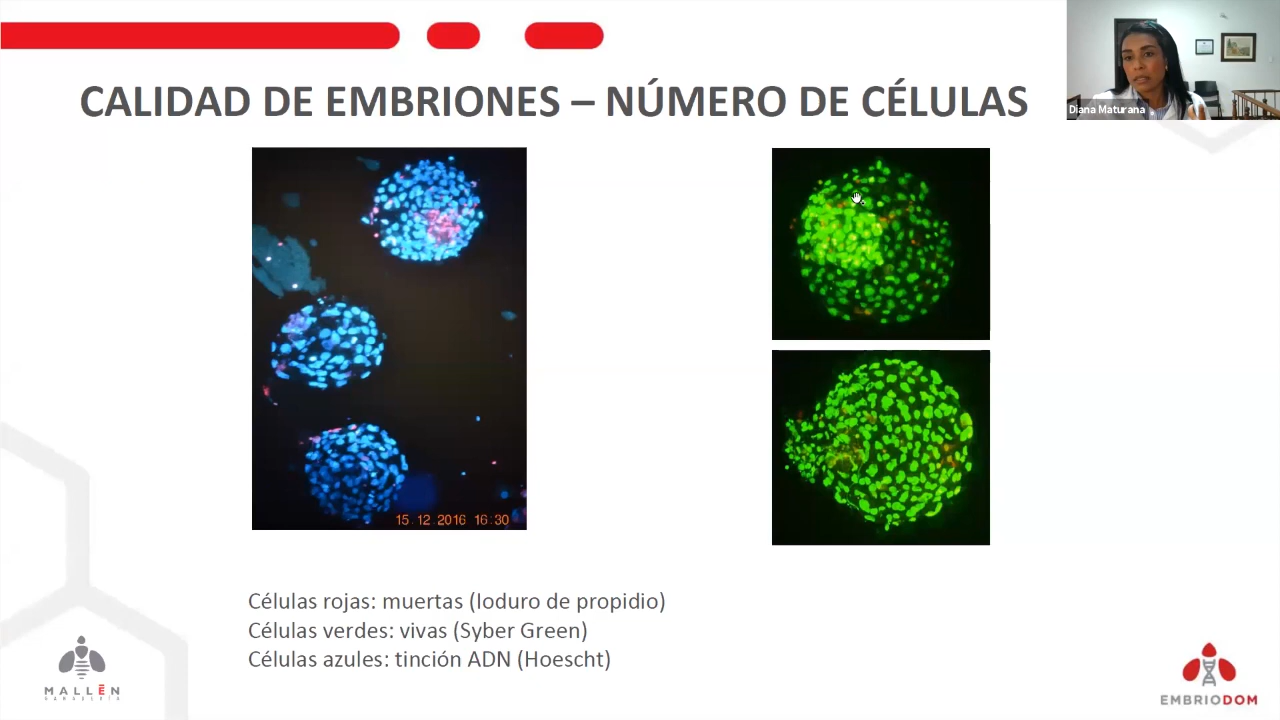 CALIDAD DE EMBRIONES – NÚMERO DE CÉLULAS
Diana Maturana
15 12 2016 16:30
Células rojas: muertas (Ioduro de propidio)
Células verdes: vivas (Syber Green)
Células azules: tinción ADN (Hoescht)
MALLĒN
EMBRIODOM